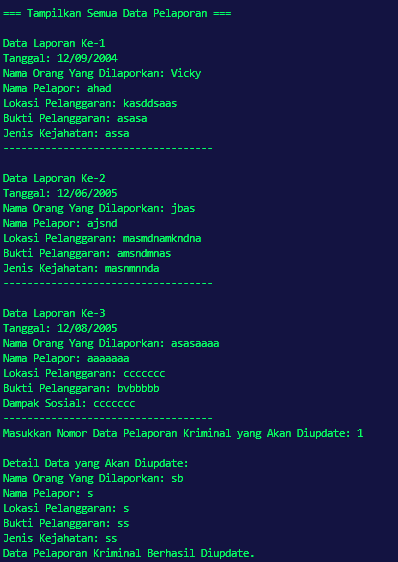 === Tampilkan Semua Data Pelaporan ===
Data Laporan Ke-1
Tanggal: 12/09/2004
Nama Orang Yang Dilaporkan: Vicky
Nama Pelapor: ahad
Lokasi Pelanggaran: kasddsaas
Bukti Pelanggaran: asasa
Jenis Kejahatan: assa
-----------------------------------
Data Laporan Ke-2
Tanggal: 12/06/2005
Nama Orang Yang Dilaporkan: jbas
Nama Pelapor: ajsnd
Lokasi Pelanggaran: masmdnamkndna
Bukti Pelanggaran: amsndmnas
Jenis Kejahatan: masnmnnda
-----------------------------------
Data Laporan Ke-3
Tanggal: 12/08/2005
Nama Orang Yang Dilaporkan: asasaaaa
Nama Pelapor: aaaaaaa
Lokasi Pelanggaran: ccccccc
Bukti Pelanggaran: bvbbbbb
Dampak Sosial: ccccccc
-----------------------------------
Masukkan Nomor Data Pelaporan Kriminal yang Akan Diupdate: 1
Detail Data yang Akan Diupdate:
Nama Orang Yang Dilaporkan: sb
Nama Pelapor: s
Lokasi Pelanggaran: s
Bukti Pelanggaran: ss
Jenis Kejahatan: ss
Data Pelaporan Kriminal Berhasil Diupdate.